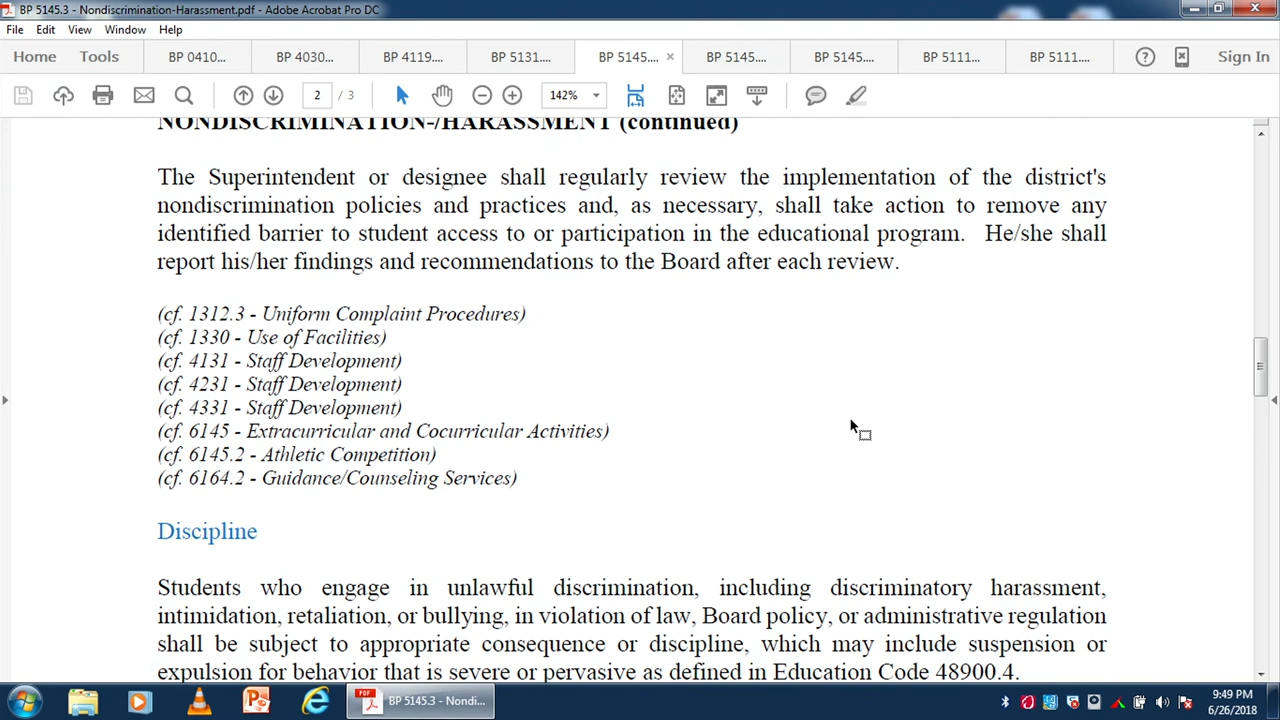 BP 5145.3 - Nondiscrimination-Harassment.pdf - Adobe Acrobat Pro DC
File Edit View Window Help
Home Tools BP 0410... BP 4030... BP 4119.... BP 5131.... BP 5145.... × BP 5145.... BP 5145.... BP 5111... BP 5111.... Sign In
2 / 3 142%
NONDISCRIMINATION-/HARASSMENT (continued)
The Superintendent or designee shall regularly review the implementation of the district's
nondiscrimination policies and practices and, as necessary, shall take action to remove any
identified barrier to student access to or participation in the educational program. He/she shall
report his/her findings and recommendations to the Board after each review.
(cf. 1312.3 - Uniform Complaint Procedures)
(cf. 1330 - Use of Facilities)
(cf. 4131 - Staff Development)
(cf. 4231 - Staff Development)
(cf. 4331 - Staff Development)
(cf. 6145 - Extracurricular and Cocurricular Activities)
(cf. 6145.2 - Athletic Competition)
(cf. 6164.2 - Guidance/Counseling Services)
Discipline
Students who engage in unlawful discrimination, including discriminatory harassment,
intimidation, retaliation, or bullying, in violation of law, Board policy, or administrative regulation
shall be subject to appropriate consequence or discipline, which may include suspension or
expulsion for behavior that is severe or pervasive as defined in Education Code 48900.4.
BP 5145.3 - Nondi...
9:49 PM
6/26/2018